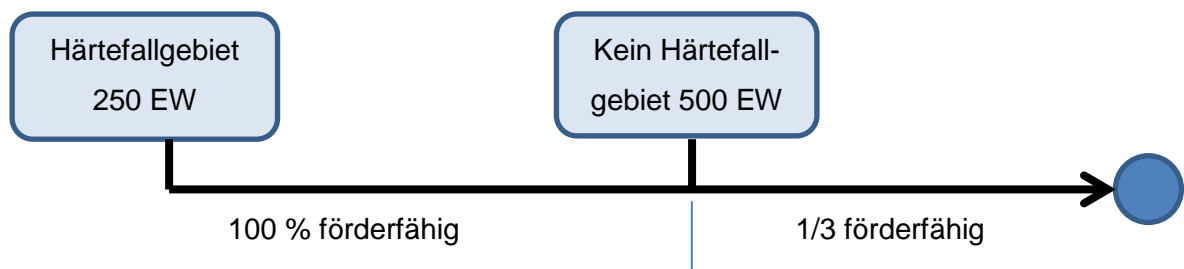 Härtefallgebiet
250 EW
Kein Härtefall-
gebiet 500 EW
100 % förderfähig
1/3 förderfähig